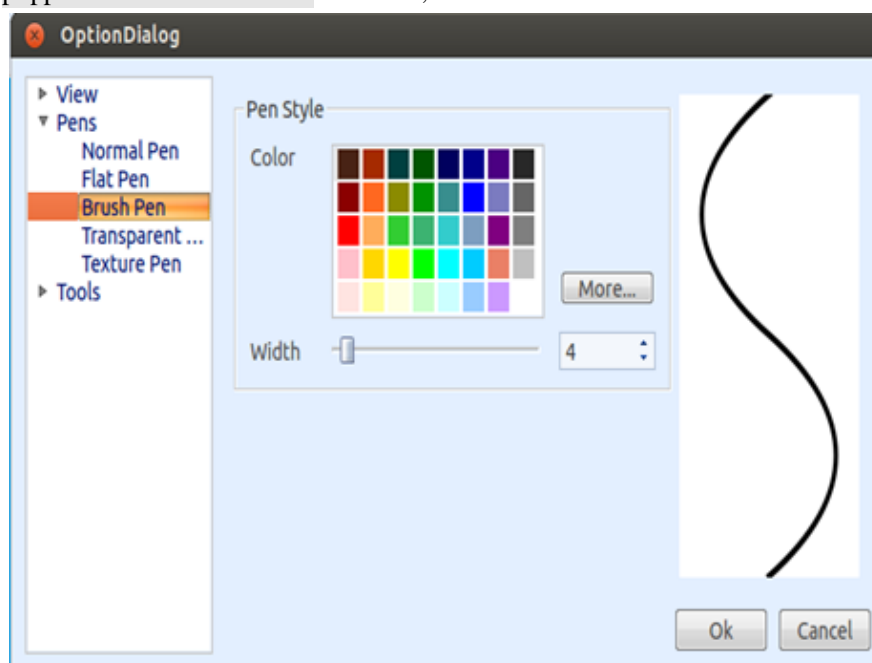 OptionDialog
View
Pens
Normal Pen
Flat Pen
Brush Pen
Transparent ...
Texture Pen
Tools
Pen Style
Color
More...
Width
4
Ok
Cancel